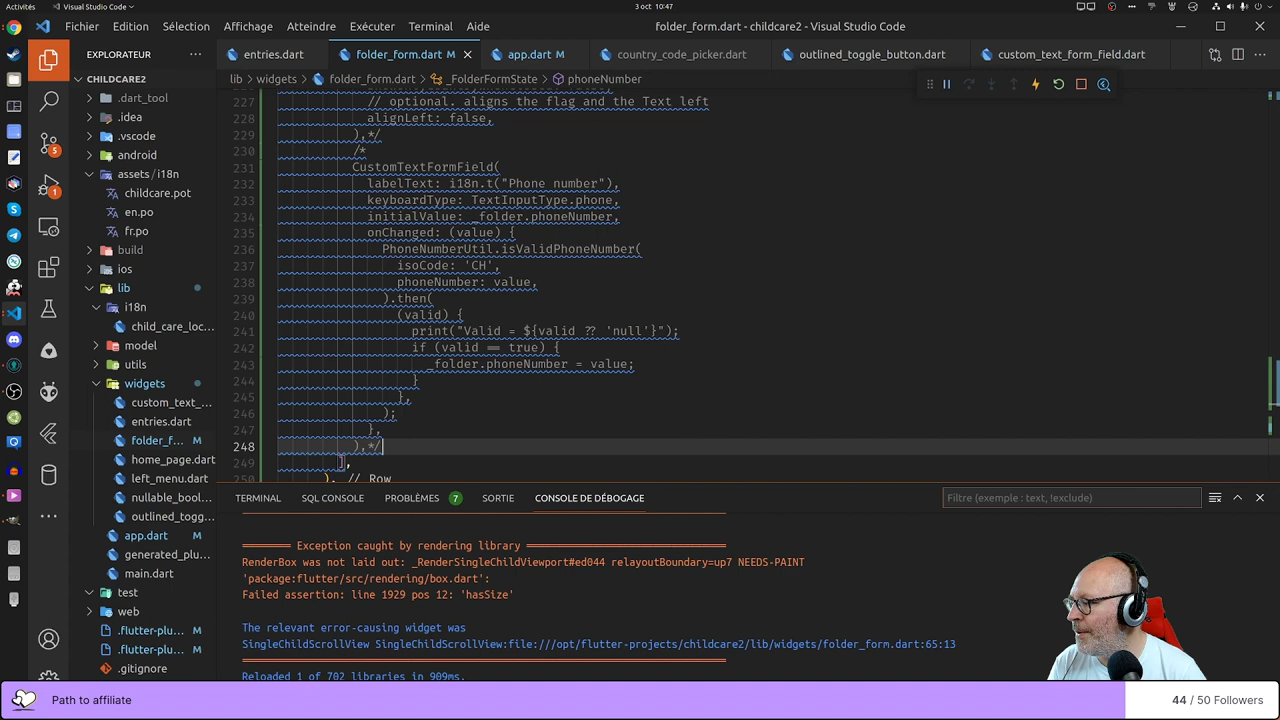 Activités
Visual Studio Code
3 oct 10:47
Fichier Edition Sélection Affichage Anthropic Exécuter Terminal Aide
folder_form.dart - childcare2 - Visual Studio Code
EXPLORATEUR
entries.dart
folder_form.dart M
app.dart M
country_code_picker.dart
outlined_toggle_button.dart
custom_text_form_field.dart
CHILDCARE2
lib > widgets > folder_form.dart > _FolderFormState > phoneNumber
.dart_tool
.idea
.vscode
android
assets/i18n
childcare.pot
en.po
fr.po
build
ios
lib
i18n
child_care_loc...
model
utils
widgets
custom_text_...
entries.dart
folder_f... M
home_page.dart
left_menu.dart
nullable_bool...
outlined_togg...
app.dart M
generated_plu...
main.dart
test
web
.flutter-plu...
.flutter-plu...
.gitignore
5
1
227 // optional. aligns the flag and the Text left
228 alignLeft: false,
229 ),*/
230 /*
231 CustomTextFormField(
232 labelText: i18n.t("Phone number"),
233 keyboardType: TextInputType.phone,
234 initialValue: _folder.phoneNumber,
235 onChanged: (value) {
236 PhoneNumberUtil.isValidPhoneNumber(
237 isoCode: 'CH',
238 phoneNumber: value,
239 ).then(
240 (valid) {
241 print("Valid = ${valid ?? 'null'}");
242 if (valid == true) {
243 _folder.phoneNumber = value;
244 }
245 },
246 );
247 },
248 ),*/
249 ],
250 ), // Row
TERMINAL SQL CONSOLE PROBLÈMES 7 SORTIE CONSOLE DE DÉBOGAGE
Filtre (exemple : text, !exclude)
════════ Exception caught by rendering library ═════════════════════════════════
RenderBox was not laid out: _RenderSingleChildViewport#ed044 relayoutBoundary=up7 NEEDS-PAINT
'package:flutter/src/rendering/box.dart':
Failed assertion: line 1929 pos 12: 'hasSize'
The relevant error-causing widget was
SingleChildScrollView SingleChildScrollView:file:///opt/flutter-projects/childcare2/lib/widgets/folder_form.dart:65:13
Reloaded 1 of 702 libraries in 909ms.
Path to affiliate
44 / 50 Followers